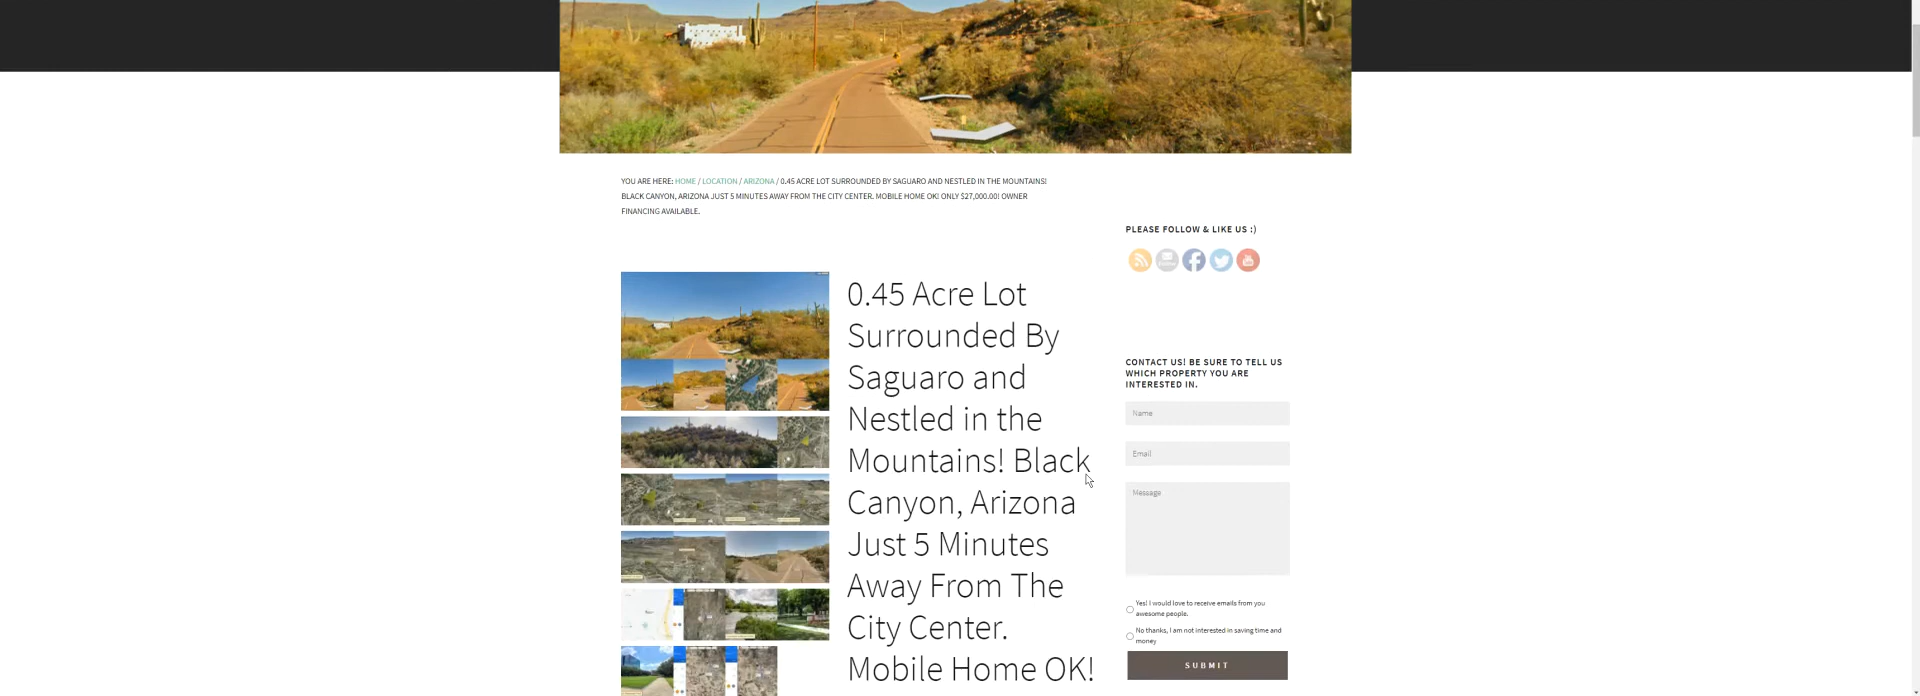 YOU ARE HERE: HOME / LOCATION / ARIZONA / 0.45 ACRE LOT SURROUNDED BY SAGUARO AND NESTLED IN THE MOUNTAINS!
BLACK CANYON, ARIZONA JUST 5 MINUTES AWAY FROM THE CITY CENTER. MOBILE HOME OK! ONLY $27,000.00! OWNER
FINANCING AVAILABLE.
0.45 Acre Lot
Surrounded By
Saguaro and
Nestled in the
Mountains! Black
Canyon, Arizona
Just 5 Minutes
Away From The
City Center.
Mobile Home OK!
PLEASE FOLLOW & LIKE US :)
CONTACT US! BE SURE TO TELL US
WHICH PROPERTY YOU ARE
INTERESTED IN.
Name
Email
Message
Yes! I would love to receive emails from you
awesome people.
No thanks, I am not interested in saving time and
money
SUBMIT